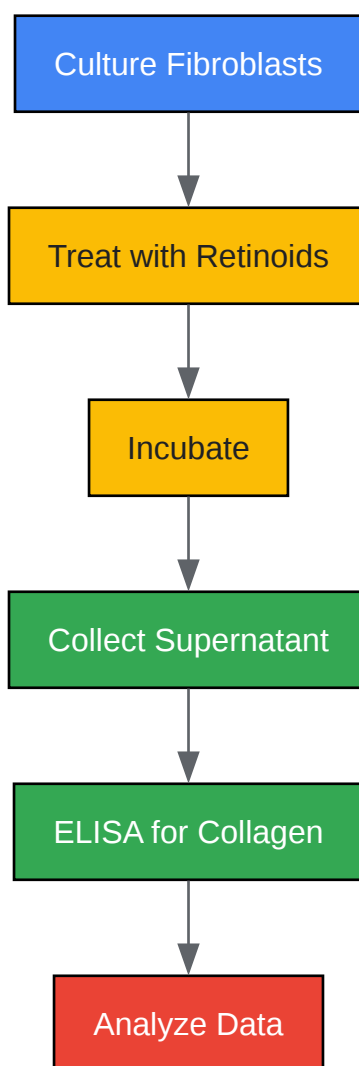 Culture Fibroblasts
Treat with Retinoids
Incubate
Collect Supernatant
ELISA for Collagen
Analyze Data